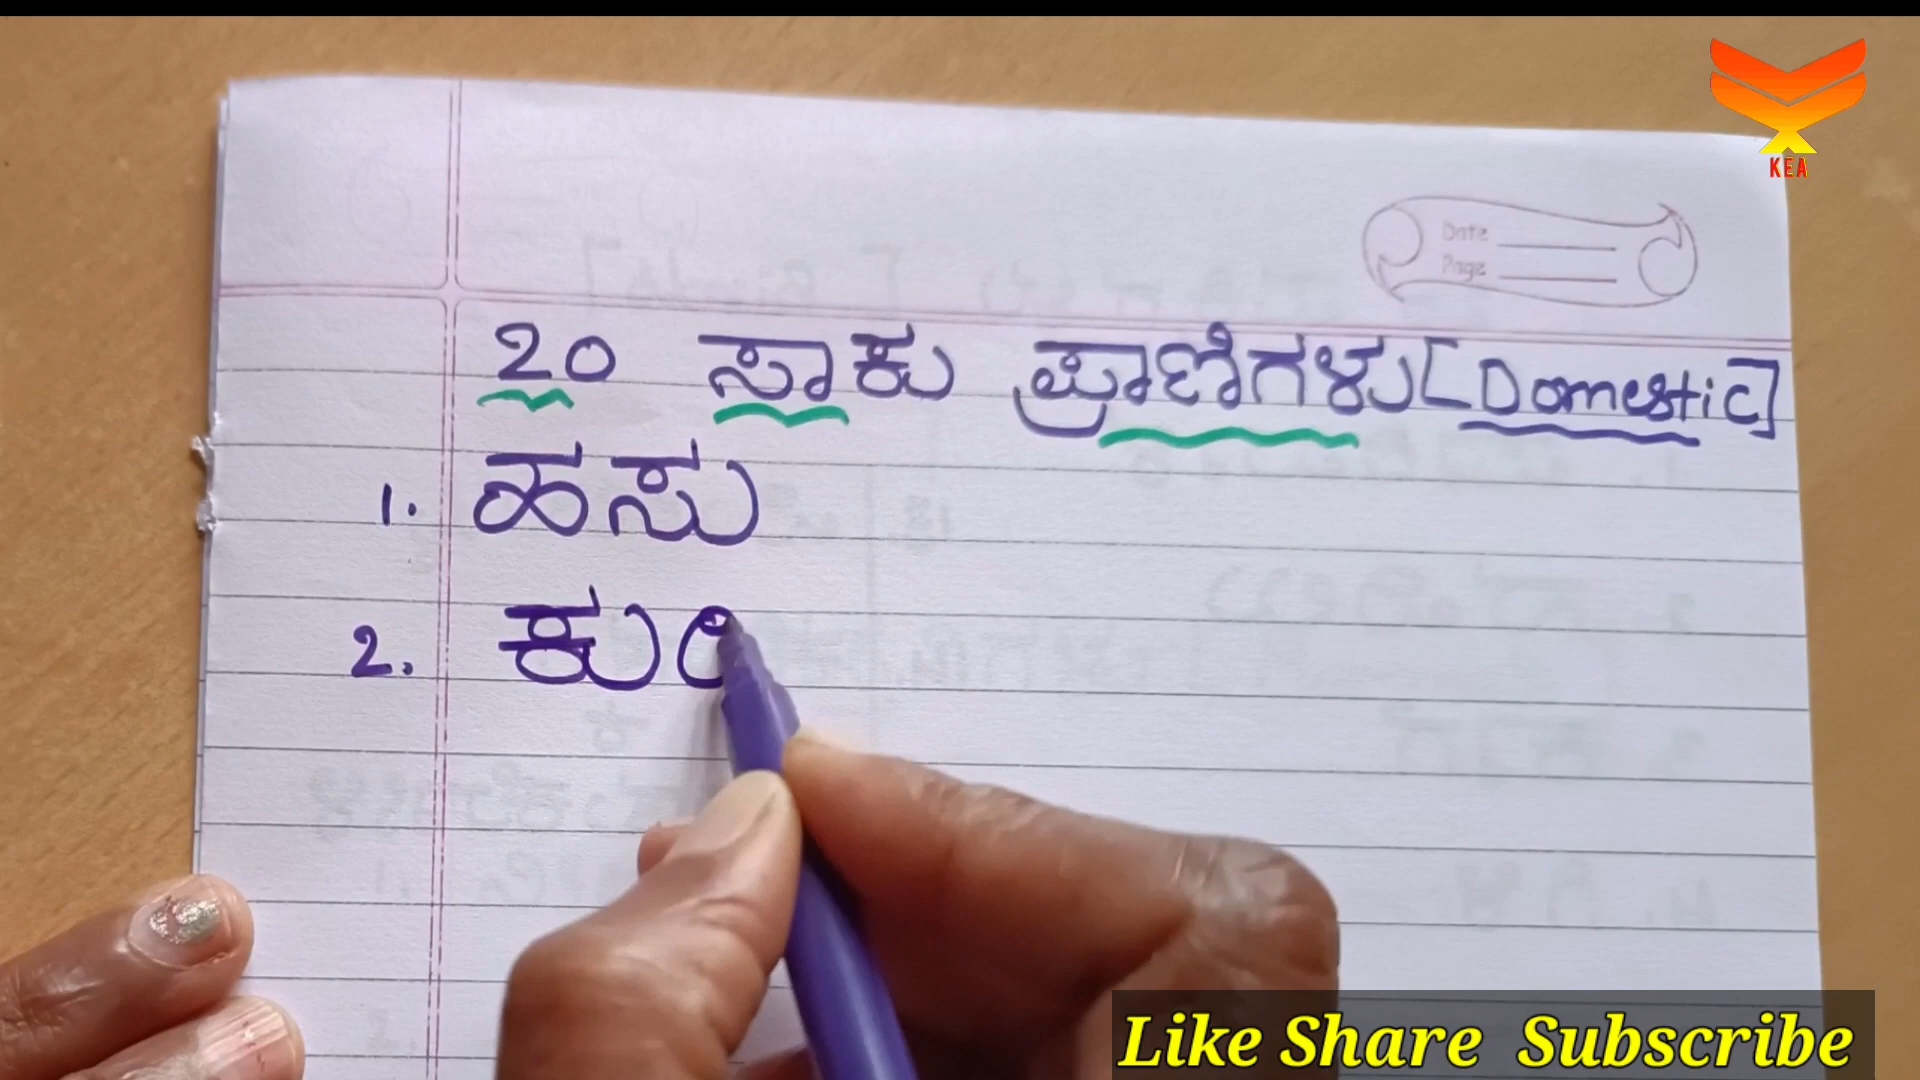 KEA
Date
Page
20 ಸಾಕು ಪ್ರಾಣಿಗಳು [Domestic]
1. ಹಸು
2. ಕುರಿ
Like Share Subscribe